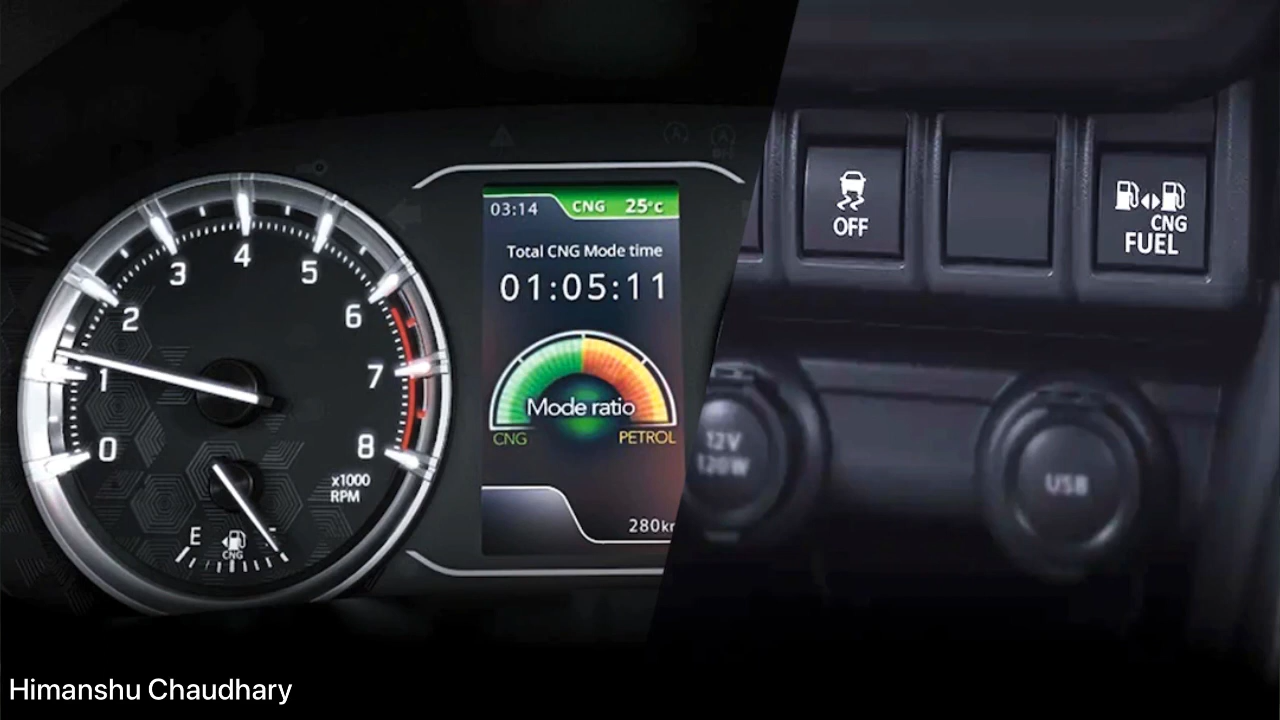 4
3
5
2
6
1
7
0
8
x1000
RPM
E
CNG
03:14
CNG
25°c
Total CNG Mode time
01:05:11
Mode ratio
CNG
PETROL
280
OFF
CNG
FUEL
12V
120W
USB
Himanshu Chaudhary